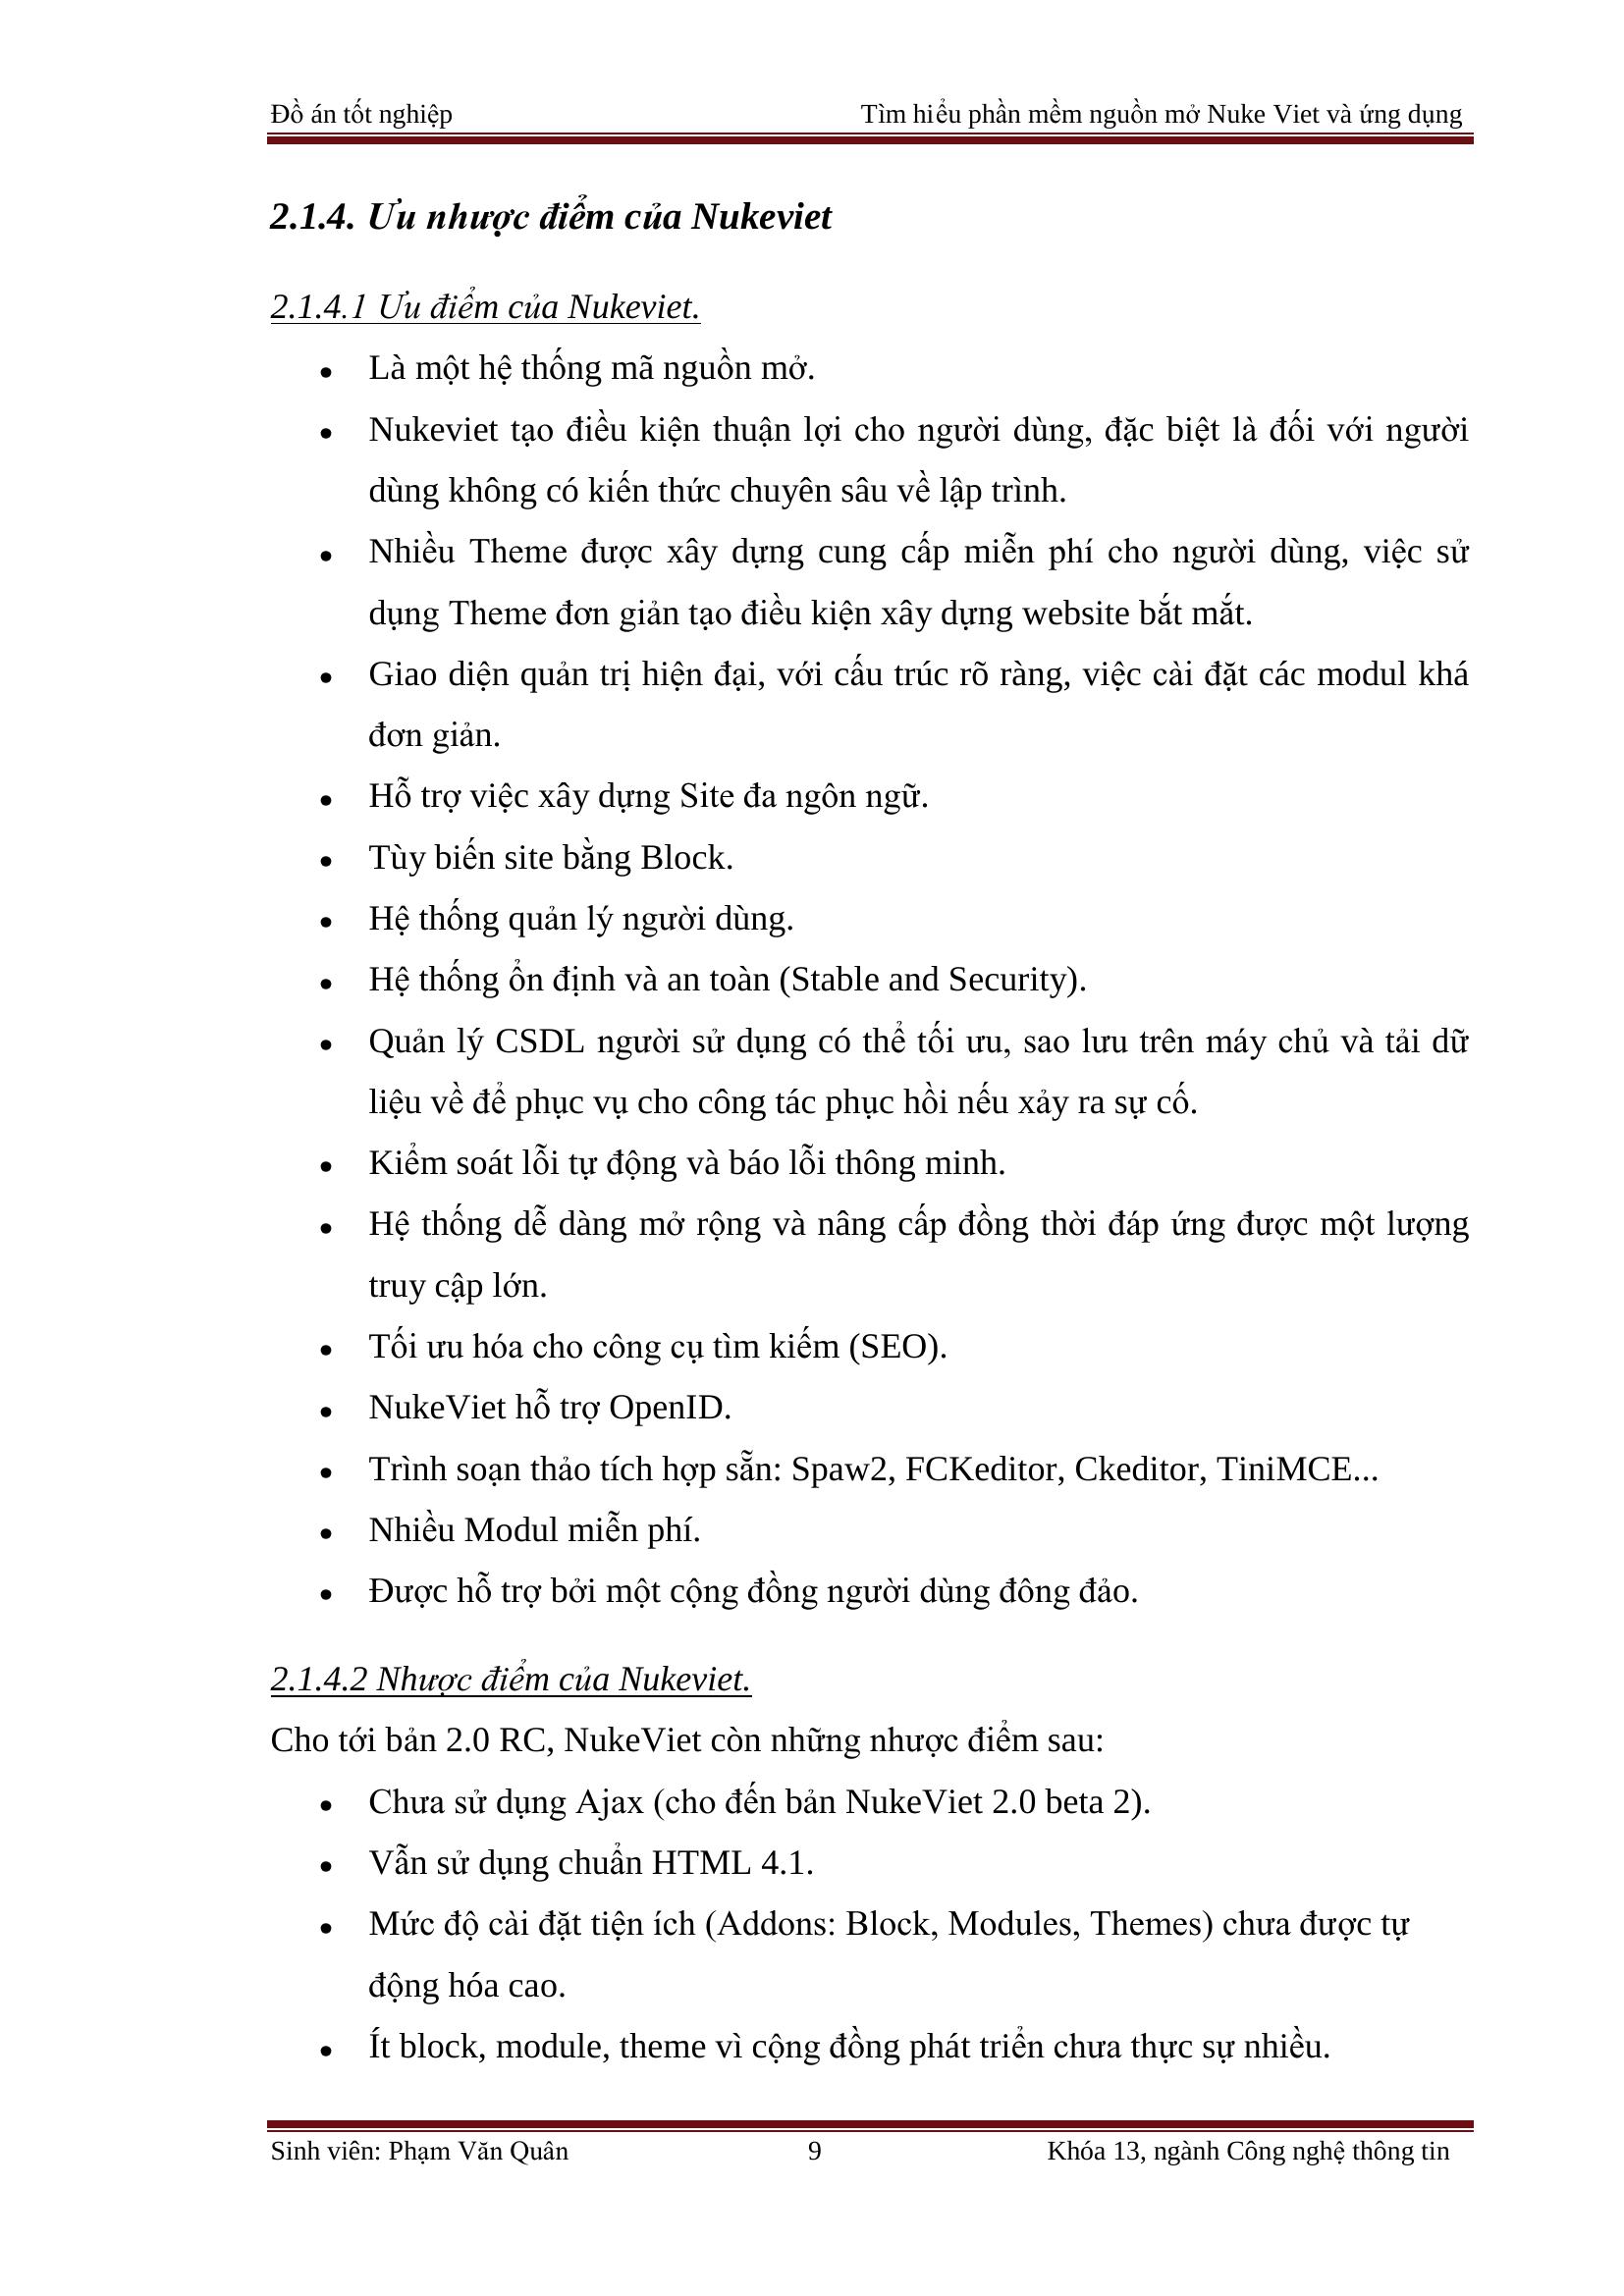 Đồ án tốt nghiệp Tìm hiểu phần mềm nguồn mở Nuke Viet và ứng dụng
2.1.4. Ưu nhược điểm của Nukeviet
2.1.4.1 Ưu điểm của Nukeviet.
• Là một hệ thống mã nguồn mở.
• Nukeviet tạo điều kiện thuận lợi cho người dùng, đặc biệt là đối với người
dùng không có kiến thức chuyên sâu về lập trình.
• Nhiều Theme được xây dựng cung cấp miễn phí cho người dùng, việc sử
dụng Theme đơn giản tạo điều kiện xây dựng website bắt mắt.
• Giao diện quản trị hiện đại, với cấu trúc rõ ràng, việc cài đặt các modul khá
đơn giản.
• Hỗ trợ việc xây dựng Site đa ngôn ngữ.
• Tùy biến site bằng Block.
• Hệ thống quản lý người dùng.
• Hệ thống ổn định và an toàn (Stable and Security).
• Quản lý CSDL người sử dụng có thể tối ưu, sao lưu trên máy chủ và tải dữ
liệu về để phục vụ cho công tác phục hồi nếu xảy ra sự cố.
• Kiểm soát lỗi tự động và báo lỗi thông minh.
• Hệ thống dễ dàng mở rộng và nâng cấp đồng thời đáp ứng được một lượng
truy cập lớn.
• Tối ưu hóa cho công cụ tìm kiếm (SEO).
• NukeViet hỗ trợ OpenID.
• Trình soạn thảo tích hợp sẵn: Spaw2, FCKeditor, Ckeditor, TiniMCE...
• Nhiều Modul miễn phí.
• Được hỗ trợ bởi một cộng đồng người dùng đông đảo.
2.1.4.2 Nhược điểm của Nukeviet.
Cho tới bản 2.0 RC, NukeViet còn những nhược điểm sau:
• Chưa sử dụng Ajax (cho đến bản NukeViet 2.0 beta 2).
• Vẫn sử dụng chuẩn HTML 4.1.
• Mức độ cài đặt tiện ích (Addons: Block, Modules, Themes) chưa được tự
động hóa cao.
• Ít block, module, theme vì cộng đồng phát triển chưa thực sự nhiều.
Sinh viên: Phạm Văn Quân 9 Khóa 13, ngành Công nghệ thông tin